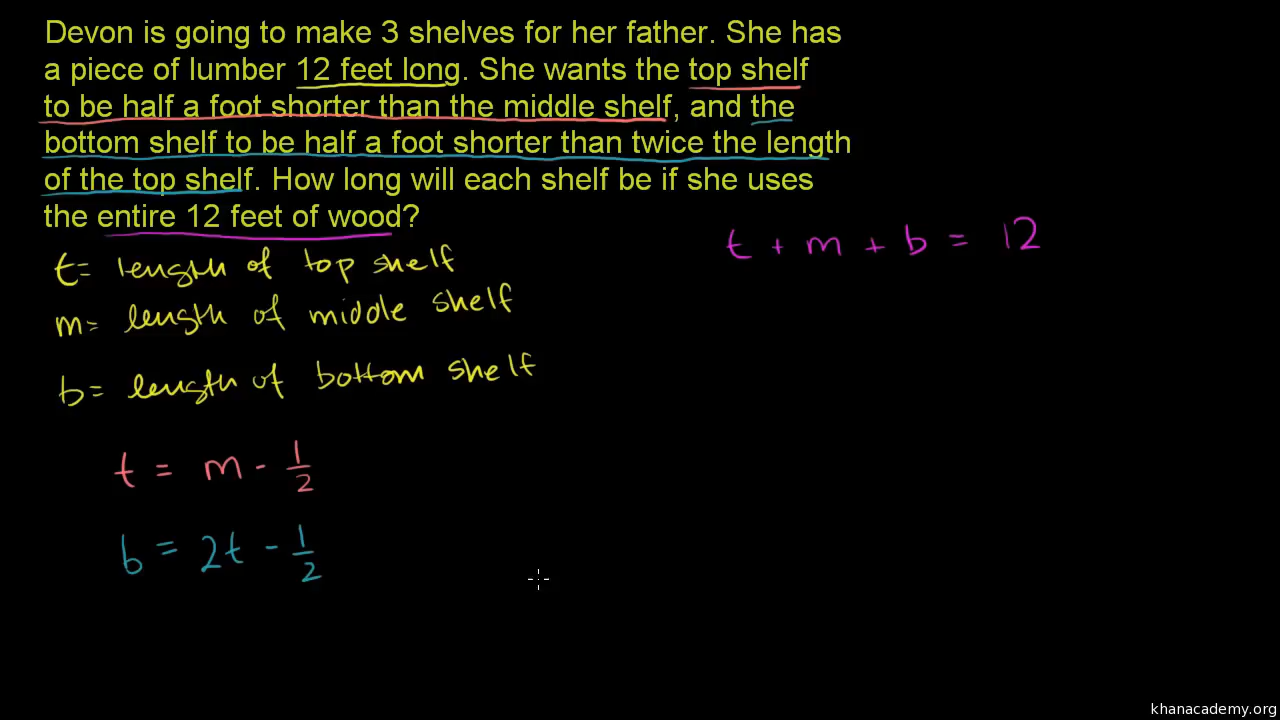 Devon is going to make 3 shelves for her father. She has
a piece of lumber 12 feet long. She wants the top shelf
to be half a foot shorter than the middle shelf, and the
bottom shelf to be half a foot shorter than twice the length
of the top shelf. How long will each shelf be if she uses
the entire 12 feet of wood?
t + m + b = 12
t= length of top shelf
m= length of middle shelf
b= length of bottom shelf
t = m - 1/2
b = 2t - 1/2
khanacademy.org